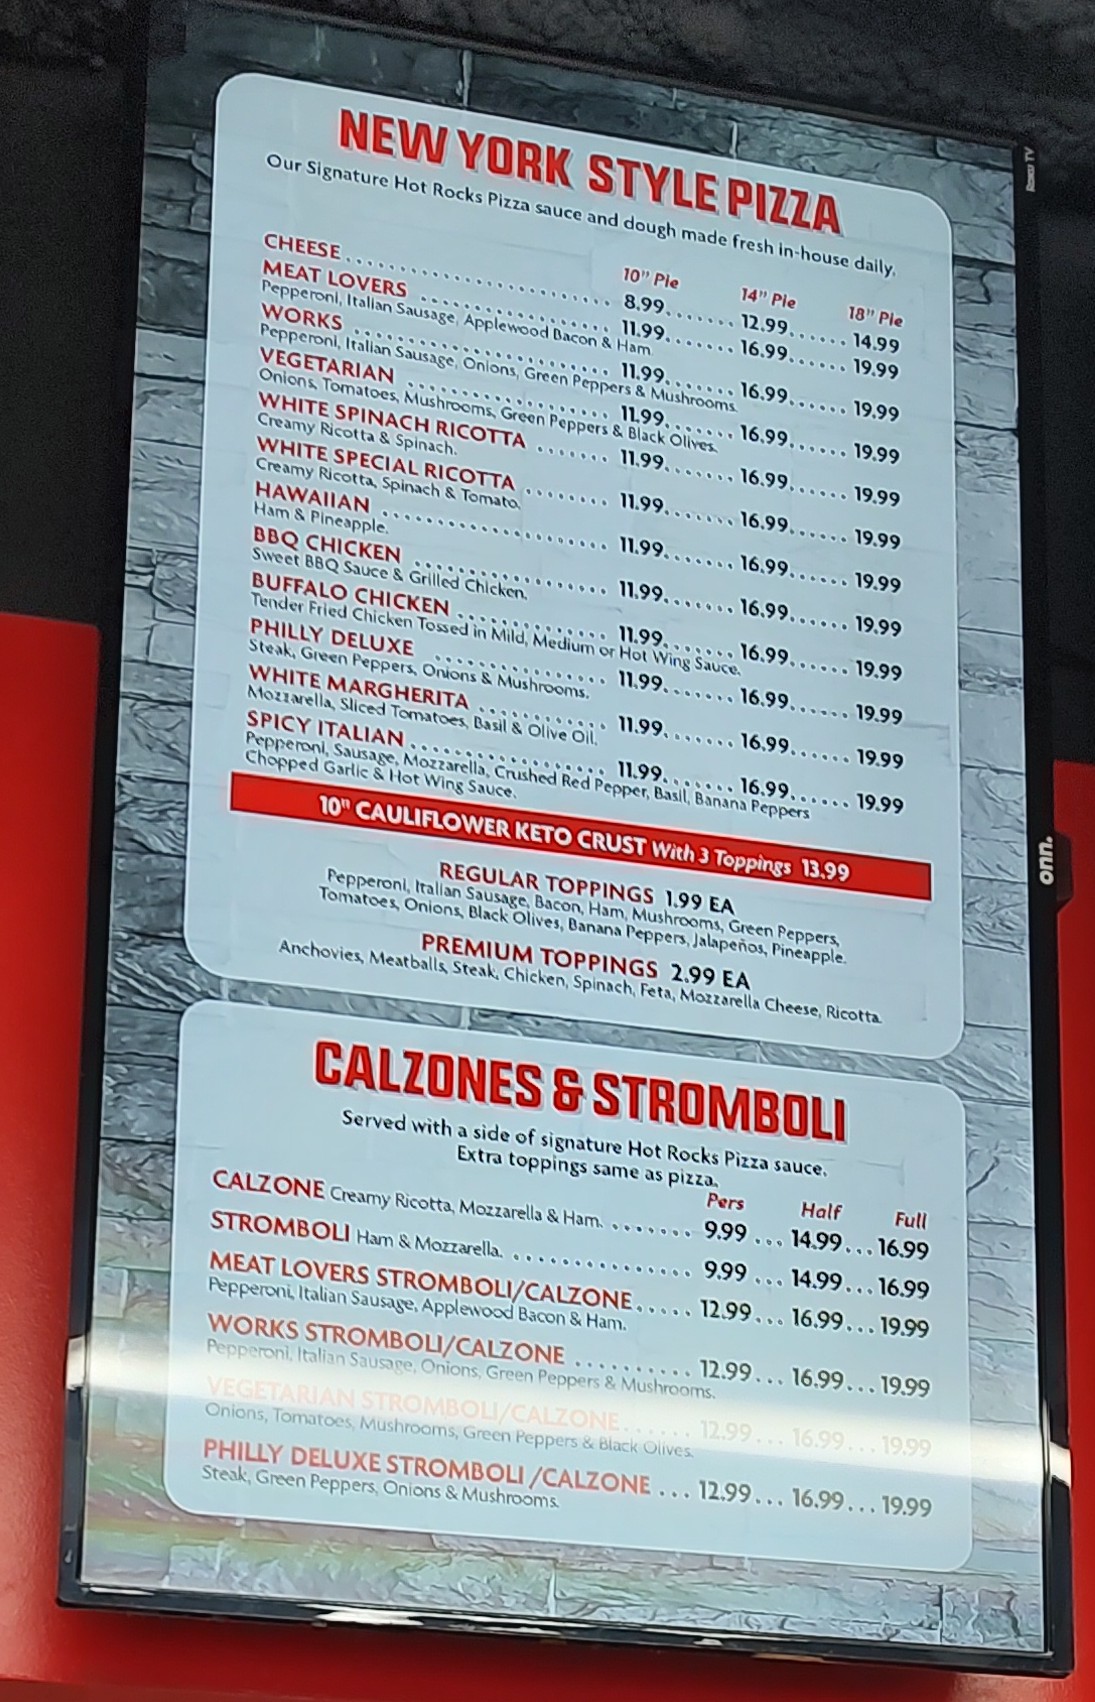 NEW YORK STYLE PIZZA
Our Signature Hot Rocks Pizza sauce and dough made fresh in-house daily.
10" Pie 14" Pie 18" Pie
CHEESE 8.99 12.99 14.99
MEAT LOVERS 11.99 16.99 19.99
Pepperoni, Italian Sausage, Applewood Bacon & Ham
WORKS 11.99 16.99 19.99
Pepperoni, Italian Sausage, Onions, Green Peppers & Mushrooms.
VEGETARIAN 11.99 16.99 19.99
Onions, Tomatoes, Mushrooms, Green Peppers & Black Olives.
WHITE SPINACH RICOTTA 11.99 16.99 19.99
Creamy Ricotta & Spinach.
WHITE SPECIAL RICOTTA 11.99 16.99 19.99
Creamy Ricotta, Spinach & Tomato.
HAWAIIAN 11.99 16.99 19.99
Ham & Pineapple.
BBQ CHICKEN 11.99 16.99 19.99
Sweet BBQ Sauce & Grilled Chicken.
BUFFALO CHICKEN 11.99 16.99 19.99
Tender Fried Chicken Tossed in Mild, Medium or Hot Wing Sauce.
PHILLY DELUXE 11.99 16.99 19.99
Steak, Green Peppers, Onions & Mushrooms.
WHITE MARGHERITA 11.99 16.99 19.99
Mozzarella, Sliced Tomatoes, Basil & Olive Oil.
SPICY ITALIAN 11.99 16.99 19.99
Pepperoni, Sausage, Mozzarella, Crushed Red Pepper, Basil, Banana Peppers
Chopped Garlic & Hot Wing Sauce.
10" CAULIFLOWER KETO CRUST With 3 Toppings 13.99
REGULAR TOPPINGS 1.99 EA
Pepperoni, Italian Sausage, Bacon, Ham, Mushrooms, Green Peppers,
Tomatoes, Onions, Black Olives, Banana Peppers, Jalapeños, Pineapple.
PREMIUM TOPPINGS 2.99 EA
Anchovies, Meatballs, Steak, Chicken, Spinach, Feta, Mozzarella Cheese, Ricotta.
CALZONES & STROMBOLI
Served with a side of signature Hot Rocks Pizza sauce.
Extra toppings same as pizza.
Pers Half Full
CALZONE Creamy Ricotta, Mozzarella & Ham. 9.99 14.99 16.99
STROMBOLI Ham & Mozzarella. 9.99 14.99 16.99
MEAT LOVERS STROMBOLI/CALZONE 12.99 16.99 19.99
Pepperoni, Italian Sausage, Applewood Bacon & Ham.
WORKS STROMBOLI/CALZONE 12.99 16.99 19.99
Pepperoni, Italian Sausage, Onions, Green Peppers & Mushrooms.
VEGETARIAN STROMBOLI/CALZONE 12.99 16.99 19.99
Onions, Tomatoes, Mushrooms, Green Peppers & Black Olives.
PHILLY DELUXE STROMBOLI /CALZONE 12.99 16.99 19.99
Steak, Green Peppers, Onions & Mushrooms.
Roku TV
onn.